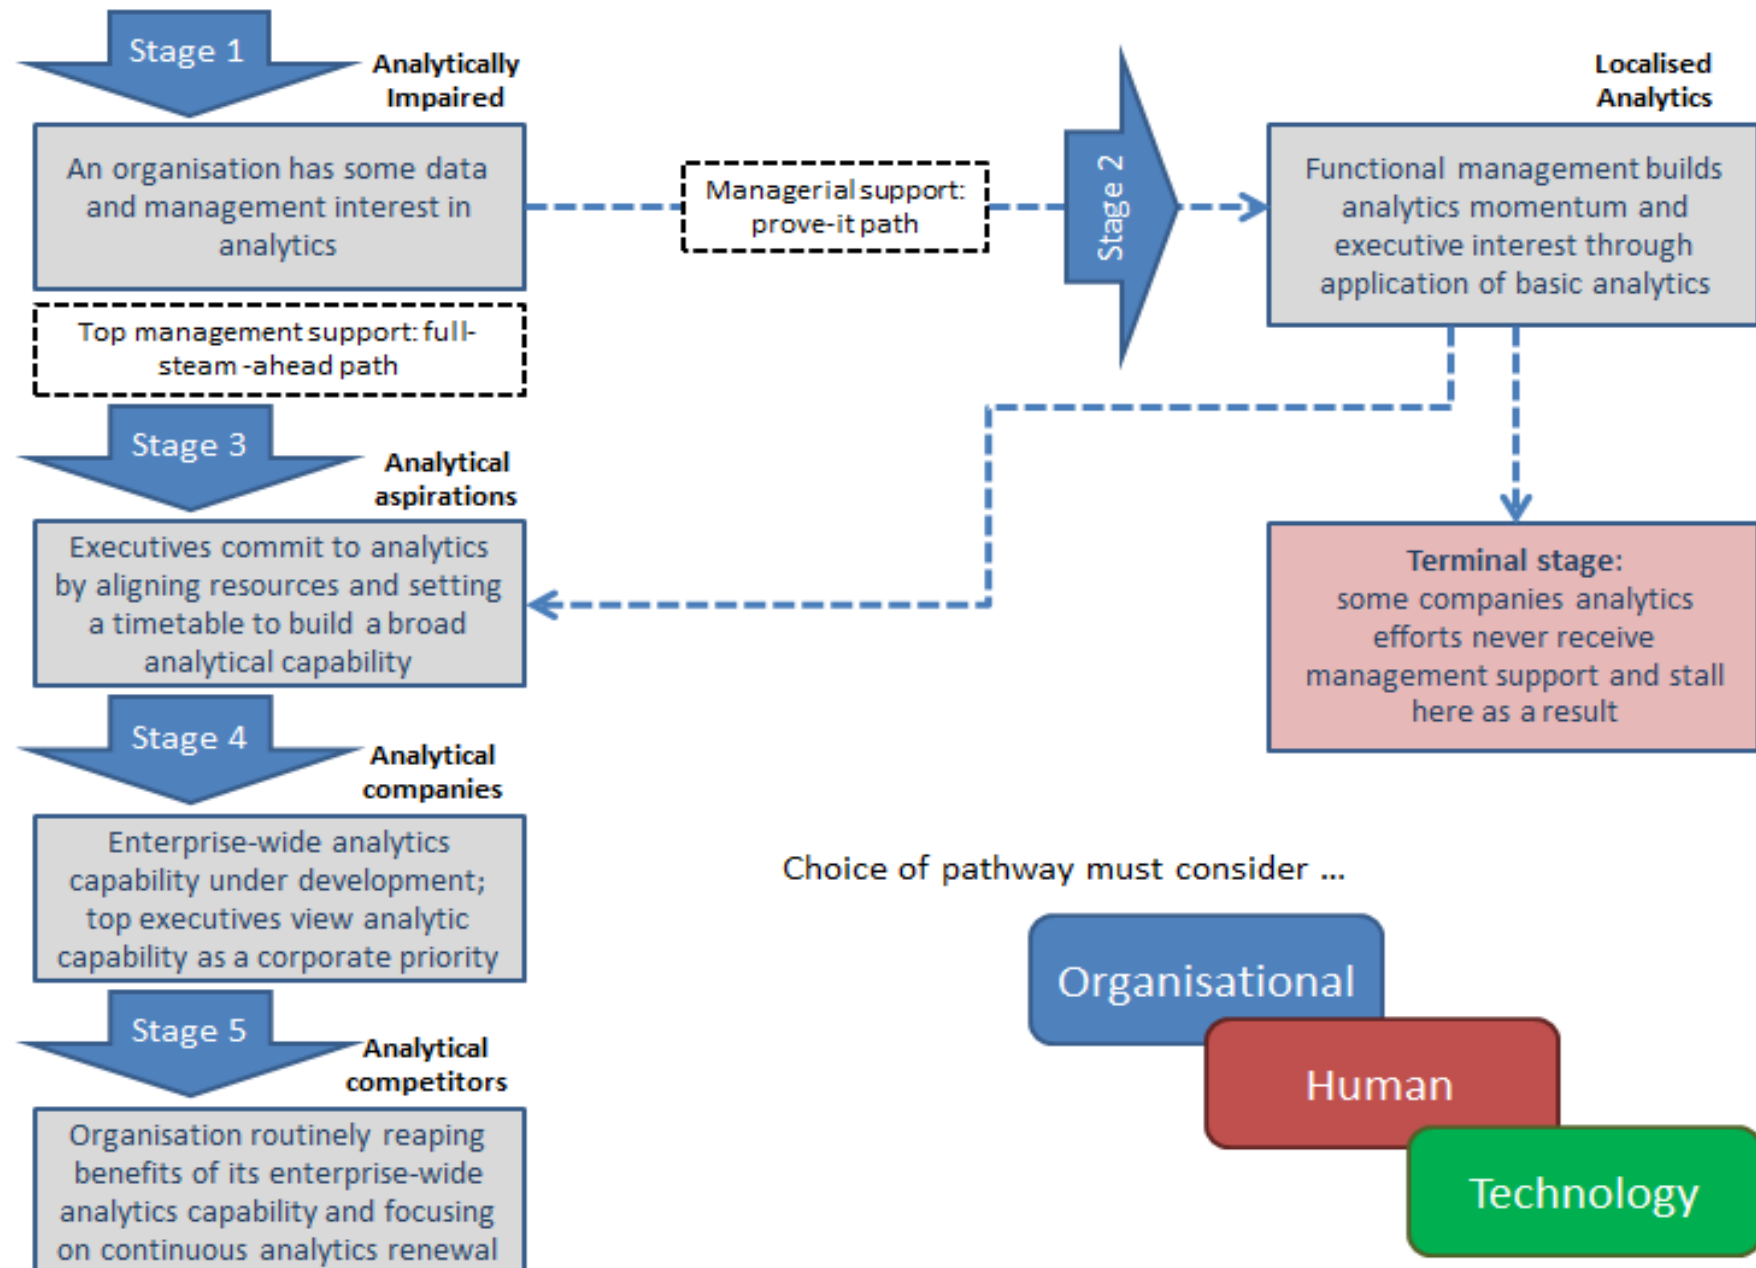 Stage 1
Analytically
Impaired
An organisation has some data
and management interest in
analytics
Managerial support:
prove-it path
Stage 2
Localised
Analytics
Functional management builds
analytics momentum and
executive interest through
application of basic analytics
Top management support: full-
steam -ahead path
Stage 3
Analytical
aspirations
Executives commit to analytics
by aligning resources and setting
a timetable to build a broad
analytical capability
Terminal stage:
some companies analytics
efforts never receive
management support and stall
here as a result
Stage 4
Analytical
companies
Enterprise-wide analytics
capability under development;
top executives view analytic
capability as a corporate priority
Stage 5
Analytical
competitors
Organisation routinely reaping
benefits of its enterprise-wide
analytics capability and focusing
on continuous analytics renewal
Choice of pathway must consider ...
Organisational
Human
Technology